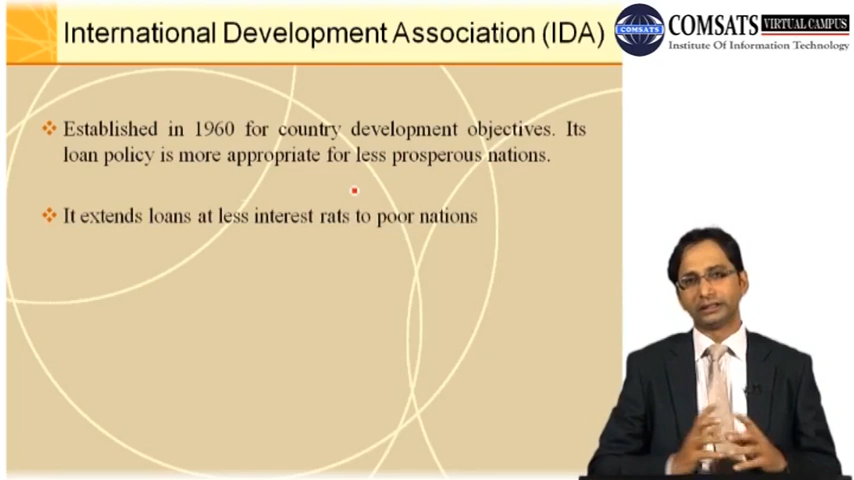 International Development Association (IDA)
COMSATS VIRTUAL CAMPUS
COMSATS
Institute Of Information Technology
Established in 1960 for country development objectives. Its
loan policy is more appropriate for less prosperous nations.
It extends loans at less interest rats to poor nations